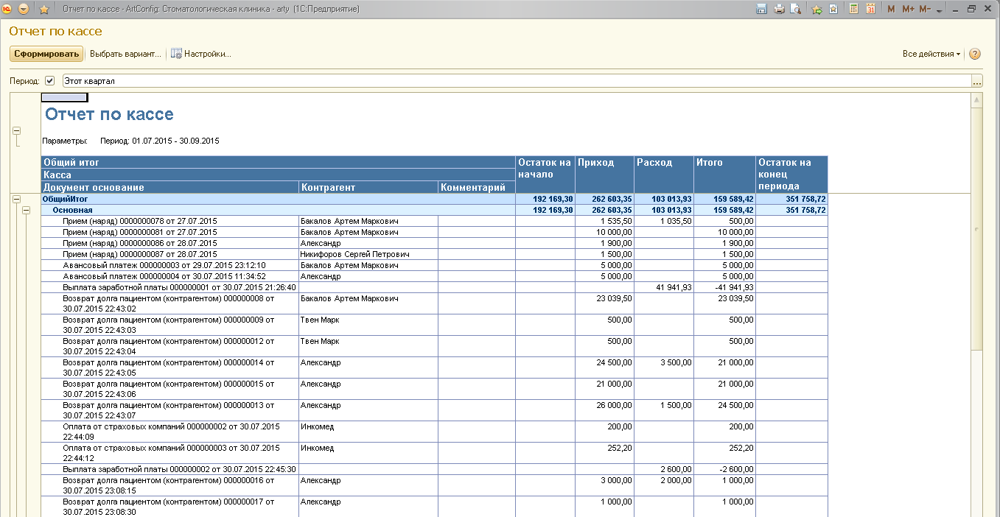 Отчет по кассе - ArtConfig: Стоматологическая клиника - arty (1С:Предприятие)
M M+ M-
Отчет по кассе
Сформировать Выбрать вариант... Настройки... Все действия ?
Период: Этот квартал ...
Отчет по кассе
Параметры: Период: 01.07.2015 - 30.09.2015
Общий итог Остаток на начало Приход Расход Итого Остаток на конец периода
Касса
Документ основание Контрагент Комментарий
ОбщийИтог 192 169,30 262 603,35 103 013,93 159 589,42 351 758,72
Основная 192 169,30 262 603,35 103 013,93 159 589,42 351 758,72
Прием (наряд) 0000000078 от 27.07.2015 Бакалов Артем Маркович 1 535,50 1 035,50 500,00
Прием (наряд) 0000000081 от 27.07.2015 Бакалов Артем Маркович 10 000,00 10 000,00
Прием (наряд) 0000000086 от 28.07.2015 Александр 1 900,00 1 900,00
Прием (наряд) 0000000087 от 28.07.2015 Никифоров Сергей Петрович 1 500,00 1 500,00
Авансовый платеж 000000003 от 29.07.2015 23:12:10 Бакалов Артем Маркович 5 000,00 5 000,00
Авансовый платеж 000000004 от 30.07.2015 11:34:52 Александр 5 000,00 5 000,00
Выплата заработной платы 000000001 от 30.07.2015 21:26:40 41 941,93 -41 941,93
Возврат долга пациентом (контрагентом) 000000008 от Бакалов Артем Маркович 23 039,50 23 039,50
30.07.2015 22:43:02
Возврат долга пациентом (контрагентом) 000000009 от Твен Марк 500,00 500,00
30.07.2015 22:43:03
Возврат долга пациентом (контрагентом) 000000012 от Твен Марк 500,00 500,00
30.07.2015 22:43:04
Возврат долга пациентом (контрагентом) 000000014 от Александр 24 500,00 3 500,00 21 000,00
30.07.2015 22:43:05
Возврат долга пациентом (контрагентом) 000000015 от Александр 21 000,00 21 000,00
30.07.2015 22:43:06
Возврат долга пациентом (контрагентом) 000000013 от Александр 26 000,00 1 500,00 24 500,00
30.07.2015 22:43:07
Оплата от страховых компаний 000000002 от 30.07.2015 Инкомед 200,00 200,00
22:44:09
Оплата от страховых компаний 000000003 от 30.07.2015 Инкомед 252,20 252,20
22:44:12
Выплата заработной платы 000000002 от 30.07.2015 22:45:30 2 600,00 -2 600,00
Возврат долга пациентом (контрагентом) 000000016 от Александр 3 000,00 2 000,00 1 000,00
30.07.2015 23:08:15
Возврат долга пациентом (контрагентом) 000000017 от Александр 1 000,00 1 000,00
30.07.2015 23:08:30